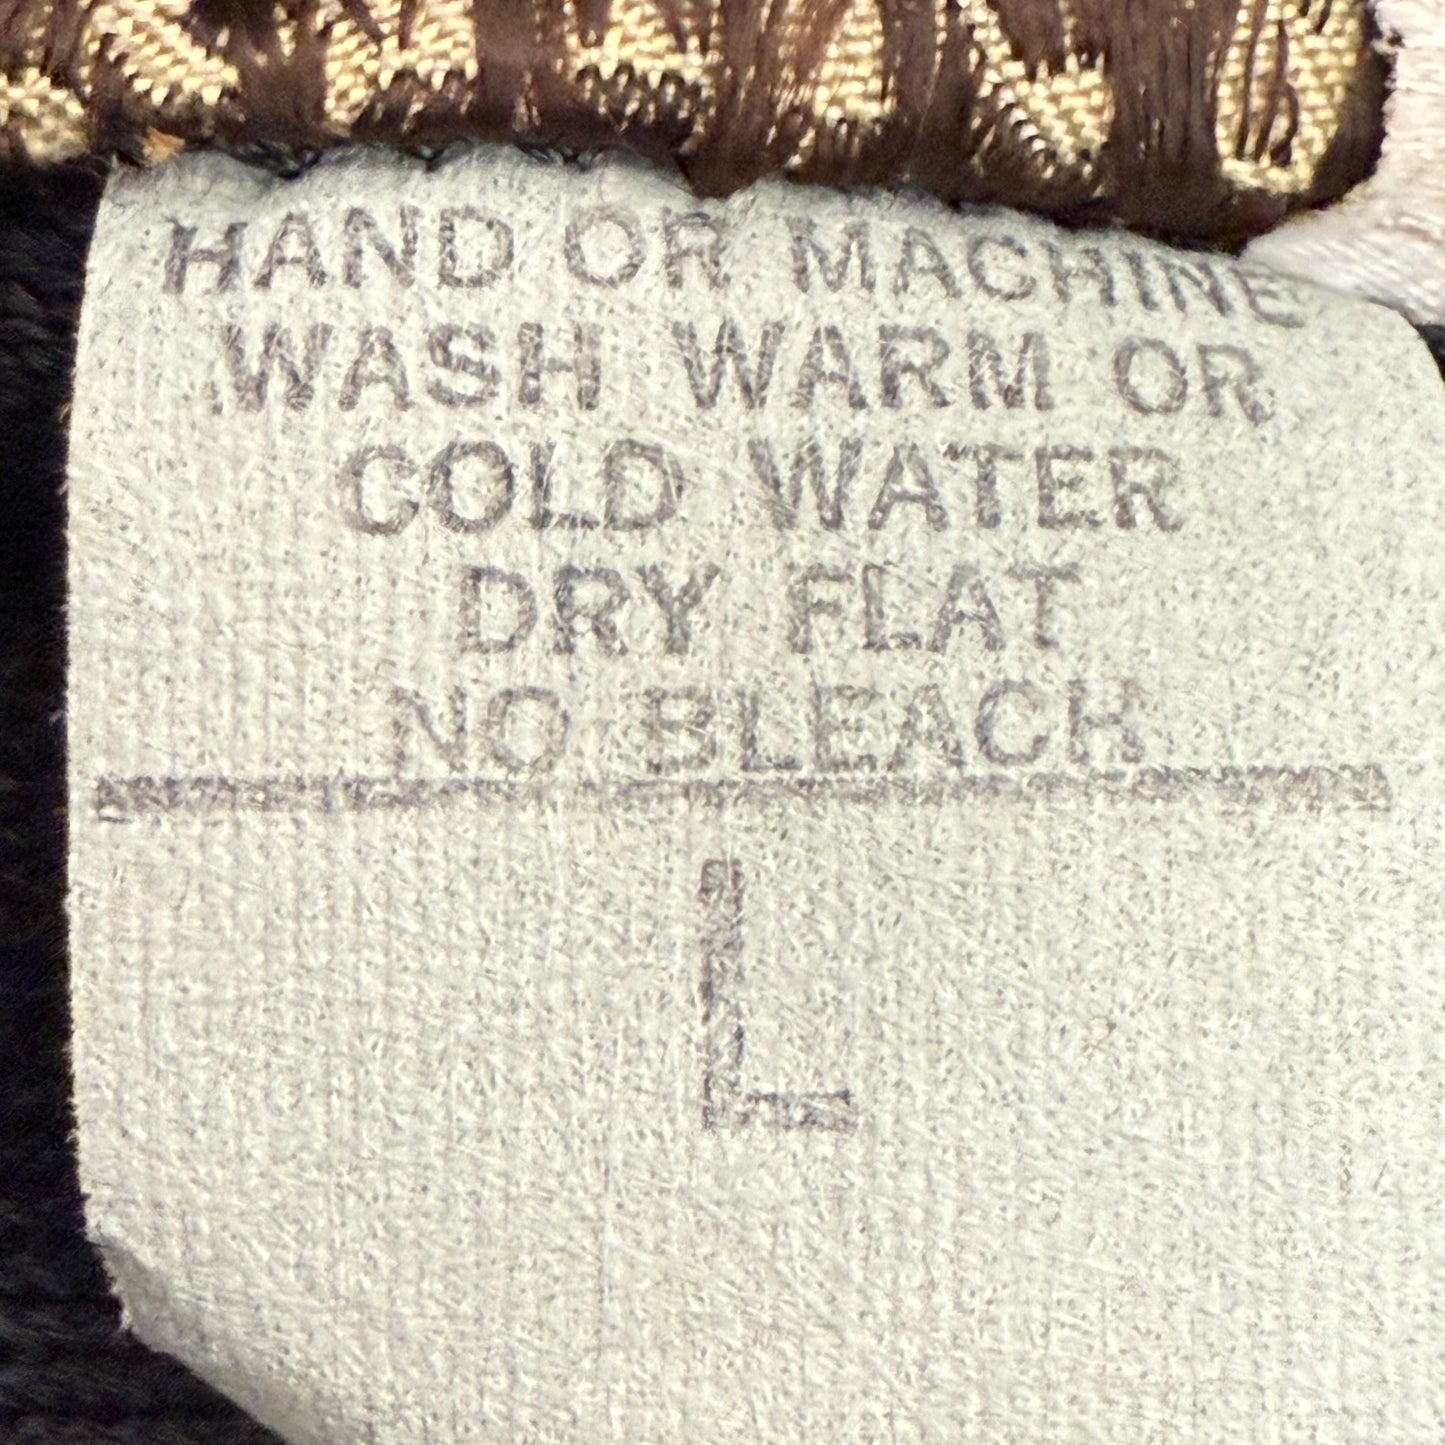 HAND OR MACHINE
WASH WARM OR
COLD WATER
DRY FLAT
NO BLEACH
L